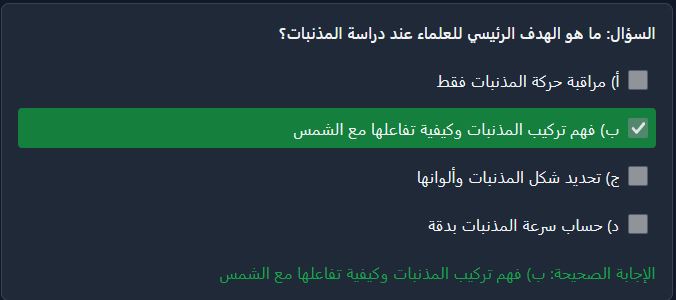 السؤال: ما هو الهدف الرئيسي للعلماء عند دراسة المذنبات؟
أ) مراقبة حركة المذنبات فقط
ب) فهم تركيب المذنبات وكيفية تفاعلها مع الشمس
ج) تحديد شكل المذنبات وألوانها
د) حساب سرعة المذنبات بدقة
الإجابة الصحيحة: ب) فهم تركيب المذنبات وكيفية تفاعلها مع الشمس